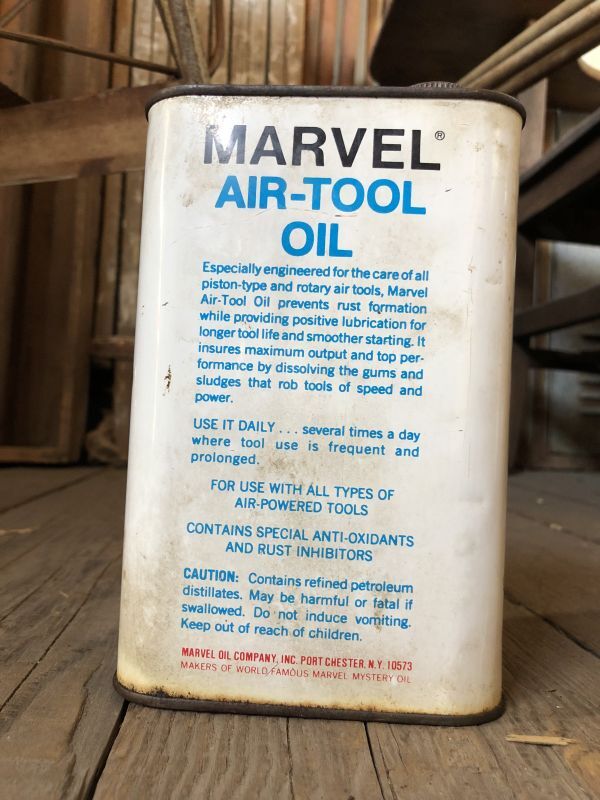 MARVEL®
AIR-TOOL
OIL
Especially engineered for the care of all
piston-type and rotary air tools, Marvel
Air-Tool Oil prevents rust formation
while providing positive lubrication for
longer tool life and smoother starting. It
insures maximum output and top per-
formance by dissolving the gums and
sludges that rob tools of speed and
power.
USE IT DAILY . . . several times a day
where tool use is frequent and
prolonged.
FOR USE WITH ALL TYPES OF
AIR-POWERED TOOLS
CONTAINS SPECIAL ANTI-OXIDANTS
AND RUST INHIBITORS
CAUTION: Contains refined petroleum
distillates. May be harmful or fatal if
swallowed. Do not induce vomiting.
Keep out of reach of children.
MARVEL OIL COMPANY, INC. PORT CHESTER, N.Y. 10573
MAKERS OF WORLD FAMOUS MARVEL MYSTERY OIL